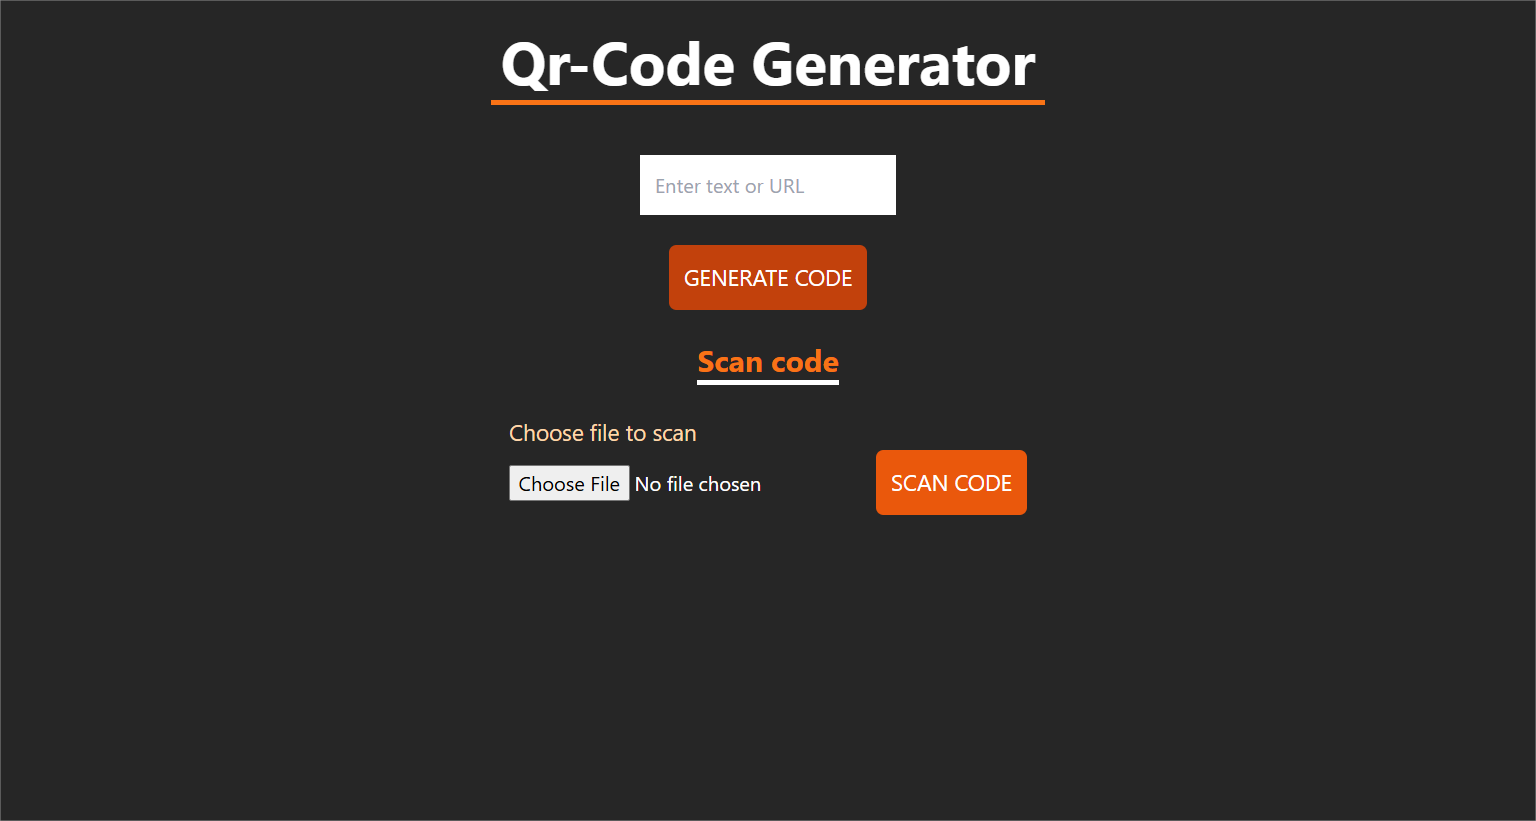 Qr-Code Generator
Enter text or URL
GENERATE CODE
Scan code
Choose file to scan
Choose File No file chosen
SCAN CODE